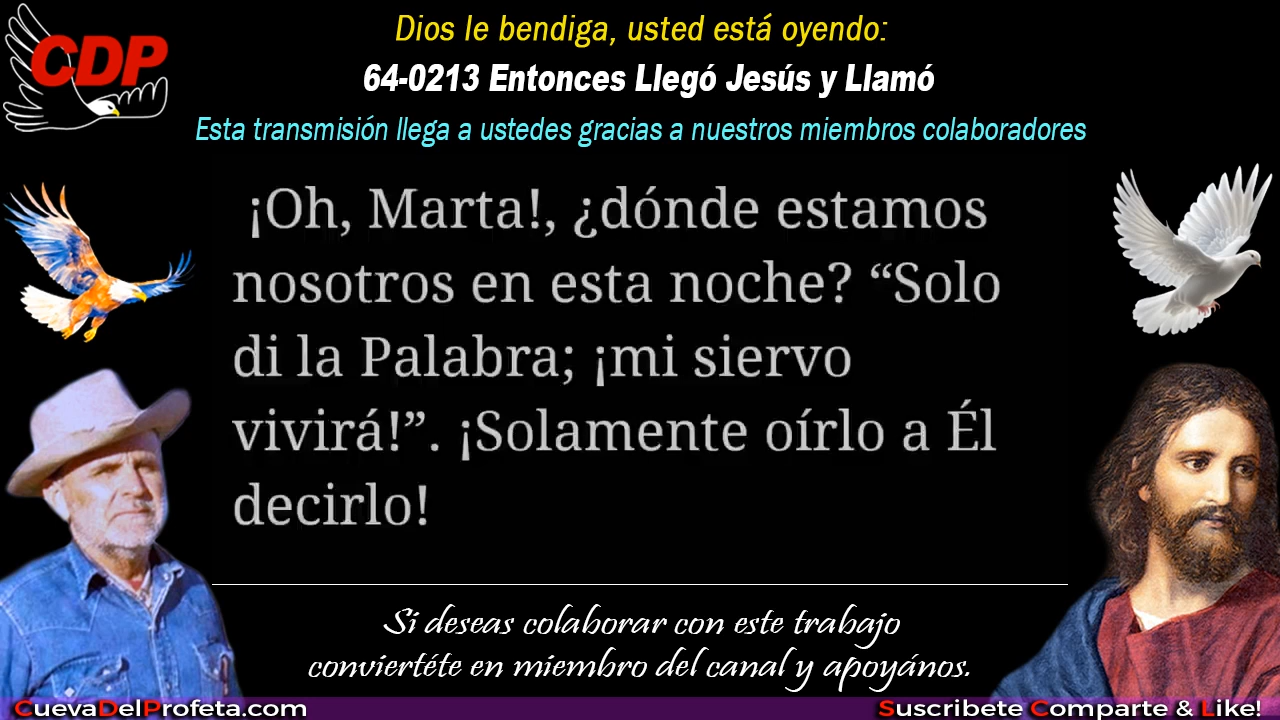 CDP
Dios le bendiga, usted está oyendo:
64-0213 Entonces Llegó Jesús y Llamó
Esta transmisión llega a ustedes gracias a nuestros miembros colaboradores
¡Oh, Marta!, ¿dónde estamos
nosotros en esta noche? “Solo
di la Palabra; ¡mi siervo
vivirá!”. ¡Solamente oírlo a Él
decirlo!
Si deseas colaborar con este trabajo
conviertéte en miembro del canal y apoyános.
CuevaDelProfeta.com
Suscribete Comparte & Like!